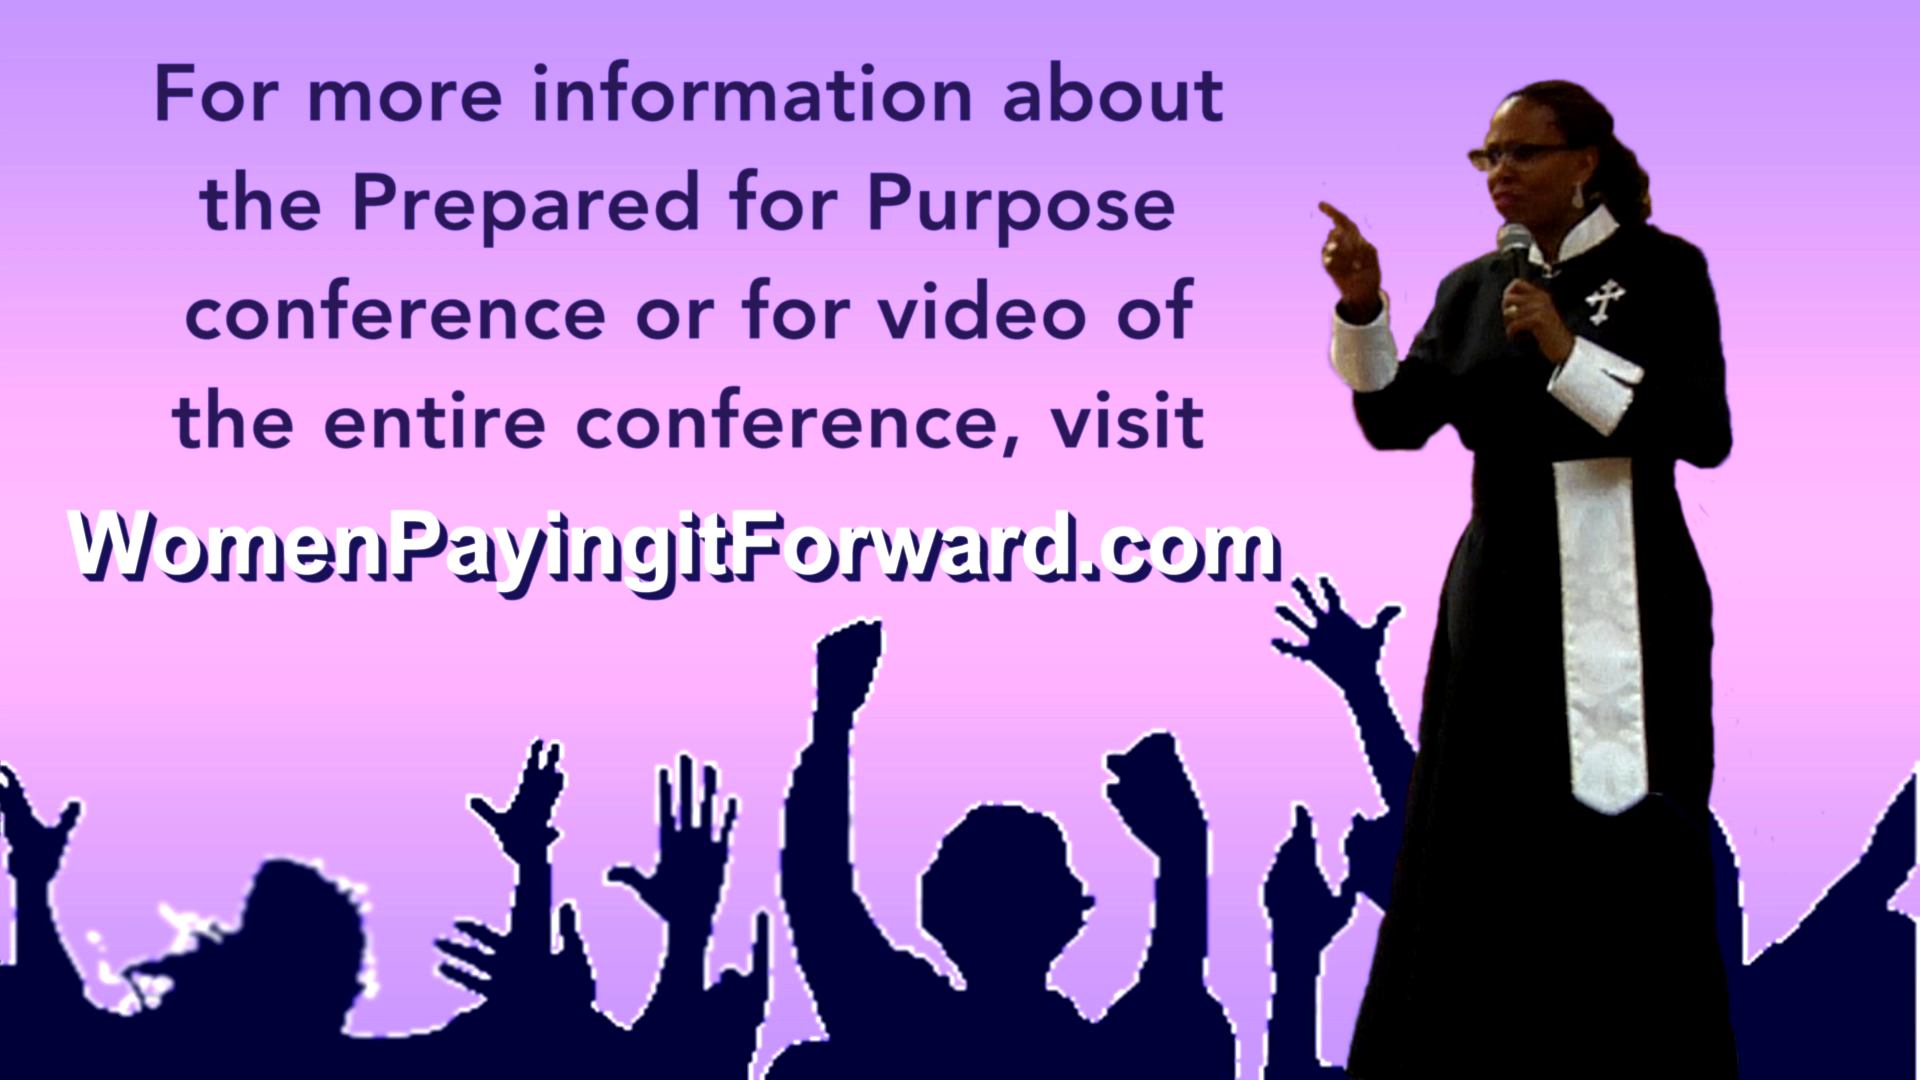 For more information about
the Prepared for Purpose
conference or for video of
the entire conference, visit
WomenPayingitForward.com